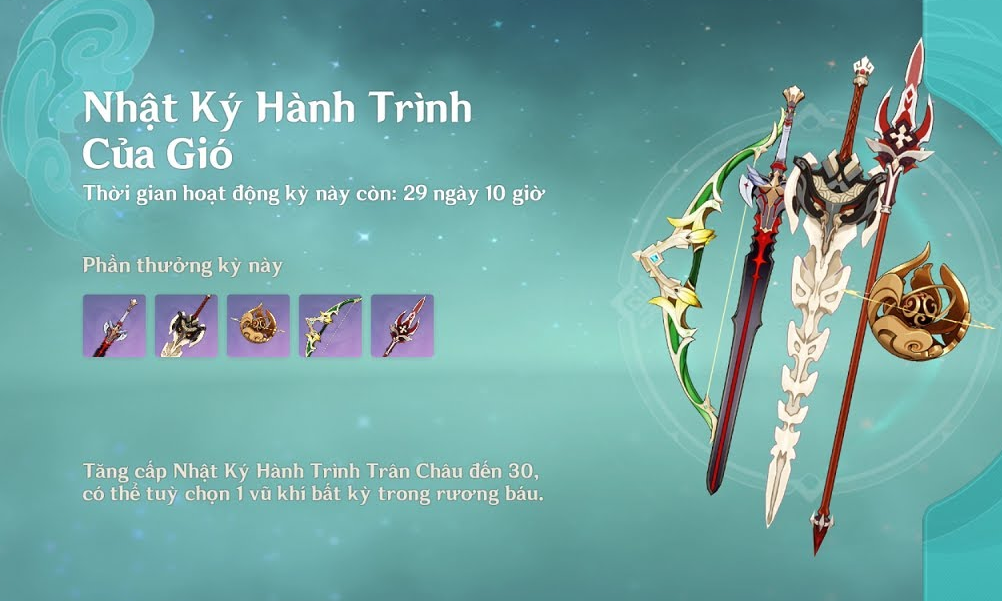 Nhật Ký Hành Trình
Của Gió
Thời gian hoạt động kỳ này còn: 29 ngày 10 giờ
Phần thưởng kỳ này
Tăng cấp Nhật Ký Hành Trình Trân Châu đến 30,
có thể tuỳ chọn 1 vũ khí bất kỳ trong rương báu.